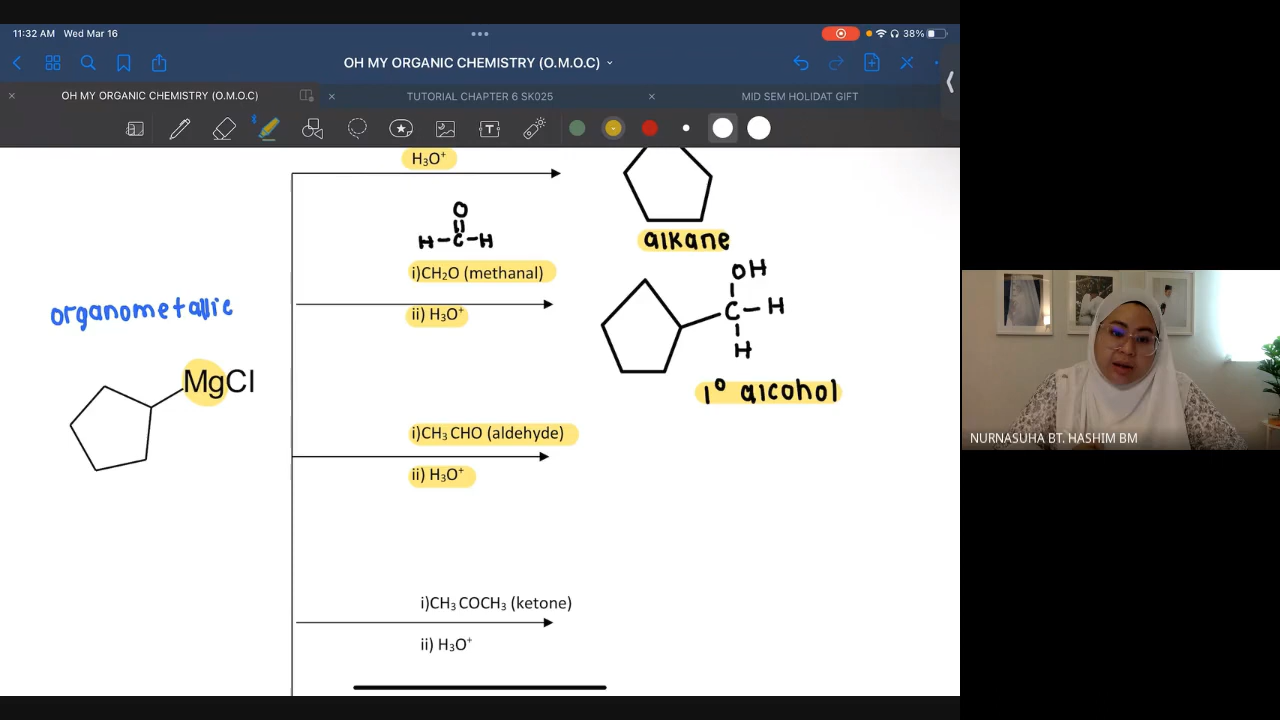 11:32 AM Wed Mar 16
38%
OH MY ORGANIC CHEMISTRY (O.M.O.C)
OH MY ORGANIC CHEMISTRY (O.M.O.C)
TUTORIAL CHAPTER 6 SK025
MID SEM HOLIDAT GIFT
H₃O⁺
O
H-C-H
alkane
i)CH₂O (methanal)
ii) H₃O⁺
OH
C-H
H
1° alcohol
organometallic
MgCl
i)CH₃ CHO (aldehyde)
ii) H₃O⁺
i)CH₃ COCH₃ (ketone)
ii) H₃O⁺
NURNASUHA BT. HASHIM BM